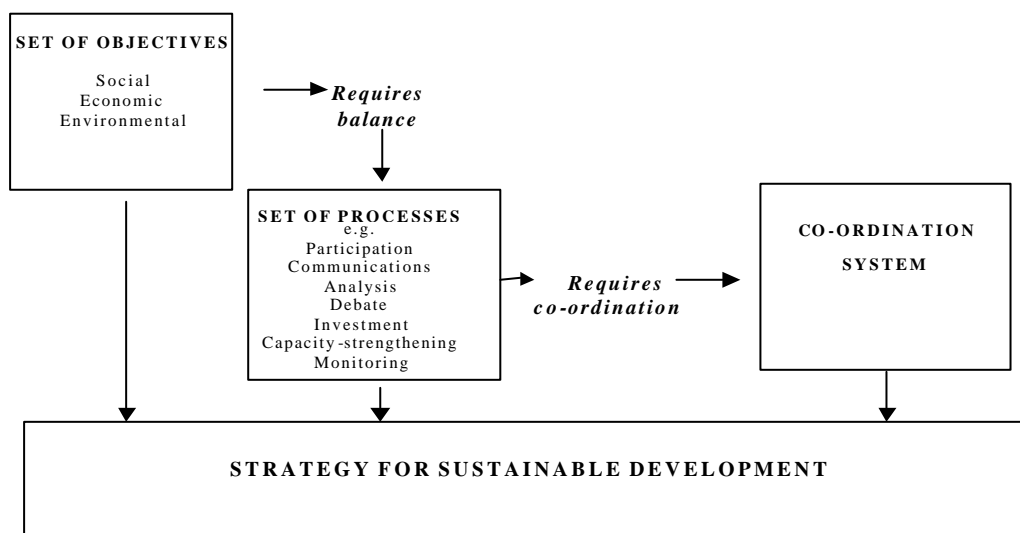 SET OF OBJECTIVES
Social
Economic
Environmental
Requires
balance
SET OF PROCESSES
e.g.
Participation
Communications
Analysis
Debate
Investment
Capacity-strengthening
Monitoring
Requires
co-ordination
CO-ORDINATION
SYSTEM
STRATEGY FOR SUSTAINABLE DEVELOPMENT